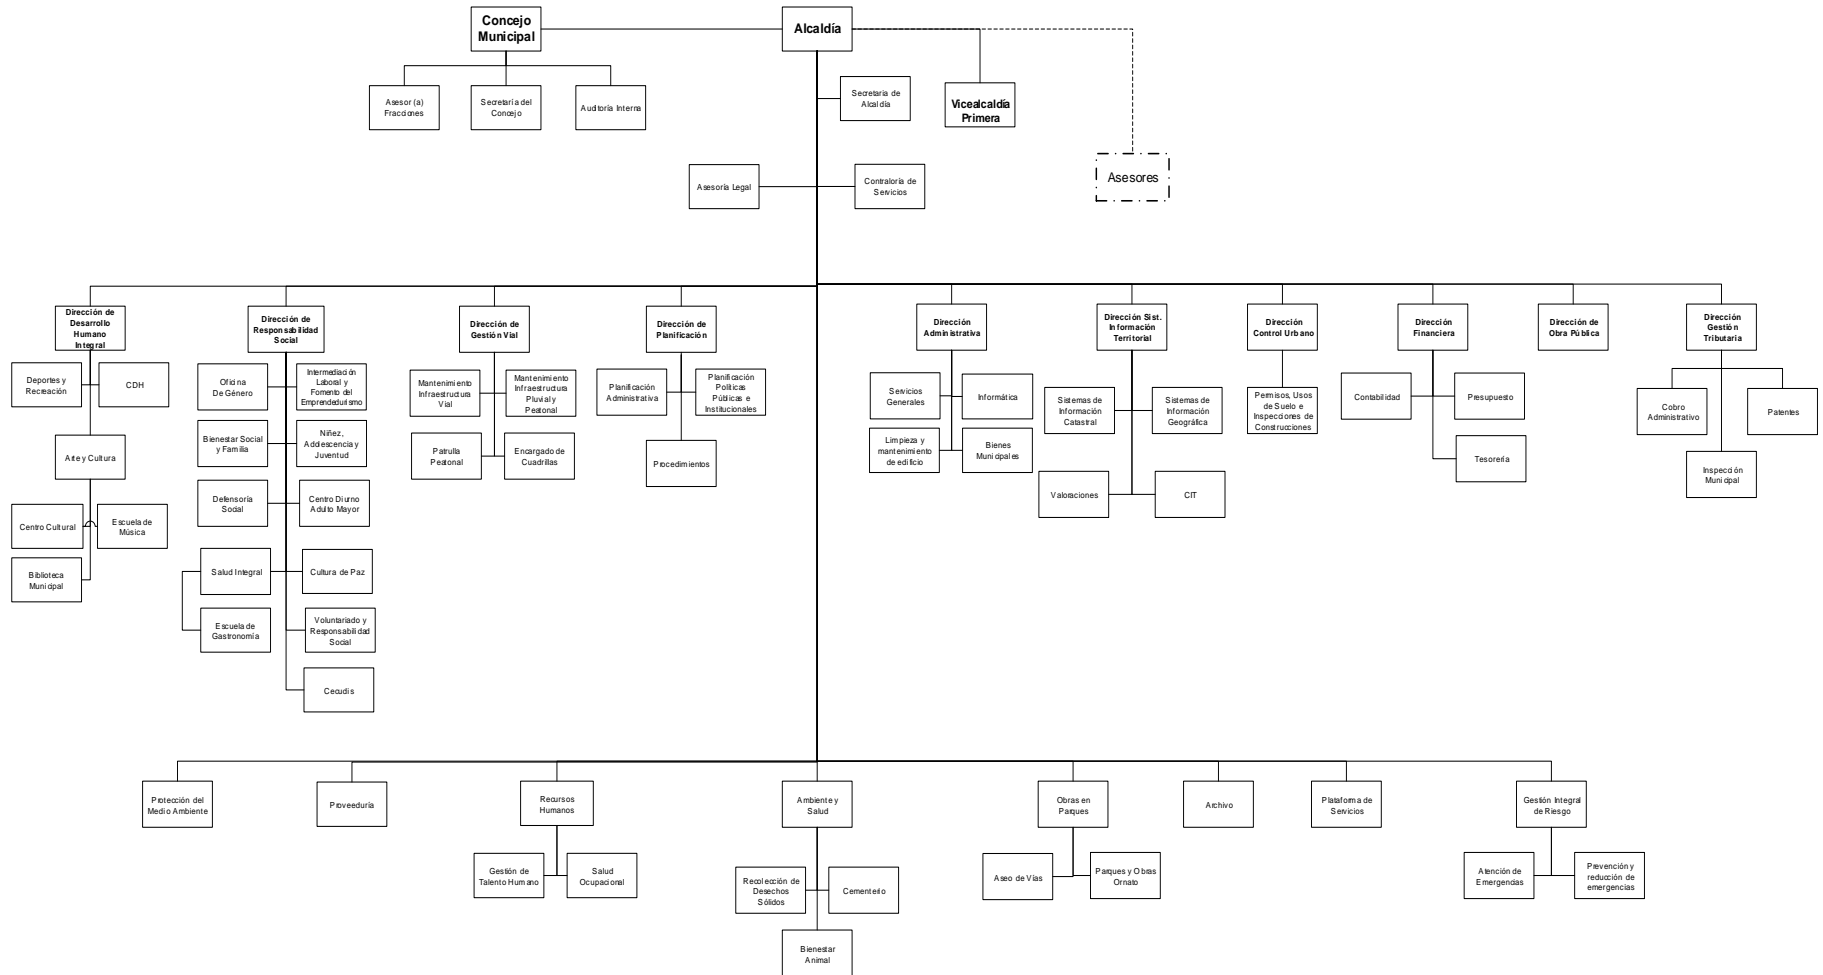 Concejo
Municipal
Alcaldía
Asesor (a)
Fracciones
Secretaría del
Concejo
Auditoría Interna
Secretaría de
Alcaldía
Vicealcaldía
Primera
Asesoría Legal
Contraloría de
Servicios
Asesores
Dirección de
Desarrollo
Humano
Integral
Dirección de
Responsabilidad
Social
Dirección de
Gestión Vial
Dirección de
Planificación
Dirección
Administrativa
Dirección Sist.
Información
Territorial
Dirección
Control Urbano
Dirección
Financiera
Dirección de
Obra Pública
Dirección
Gestión
Tributaria
Deportes y
Recreación
CDH
Arte y Cultura
Centro Cultural
Escuela de
Música
Biblioteca
Municipal
Oficina
De Género
Intermediación
Laboral y
Fomento del
Emprendedurismo
Bienestar Social
y Familia
Niñez,
Adolescencia y
Juventud
Defensoría
Social
Centro Diurno
Adulto Mayor
Salud Integral
Cultura de Paz
Escuela de
Gastronomía
Voluntariado y
Responsabilidad
Social
Cecudis
Mantenimiento
Infraestructura
Vial
Mantenimiento
Infraestructura
Pluvial y
Peatonal
Patrulla
Peatonal
Encargado de
Cuadrillas
Planificación
Administrativa
Planificación
Políticas
Públicas e
Institucionales
Procedimientos
Servicios
Generales
Informática
Limpieza y
mantenimiento
de edificio
Bienes
Municipales
Sistemas de
Información
Catastral
Sistemas de
Información
Geográfica
Valoraciones
CIT
Permisos, Usos
de Suelo e
Inspecciones de
Construcciones
Contabilidad
Presupuesto
Tesorería
Cobro
Administrativo
Patentes
Inspección
Municipal
Protección del
Medio Ambiente
Proveeduría
Recursos
Humanos
Ambiente y
Salud
Obras en
Parques
Archivo
Plataforma de
Servicios
Gestión Integral
de Riesgo
Gestión de
Talento Humano
Salud
Ocupacional
Recolección de
Desechos
Sólidos
Cementerio
Bienestar
Animal
Aseo de Vías
Parques y Obras
Ornato
Atención de
Emergencias
Prevención y
reducción de
emergencias